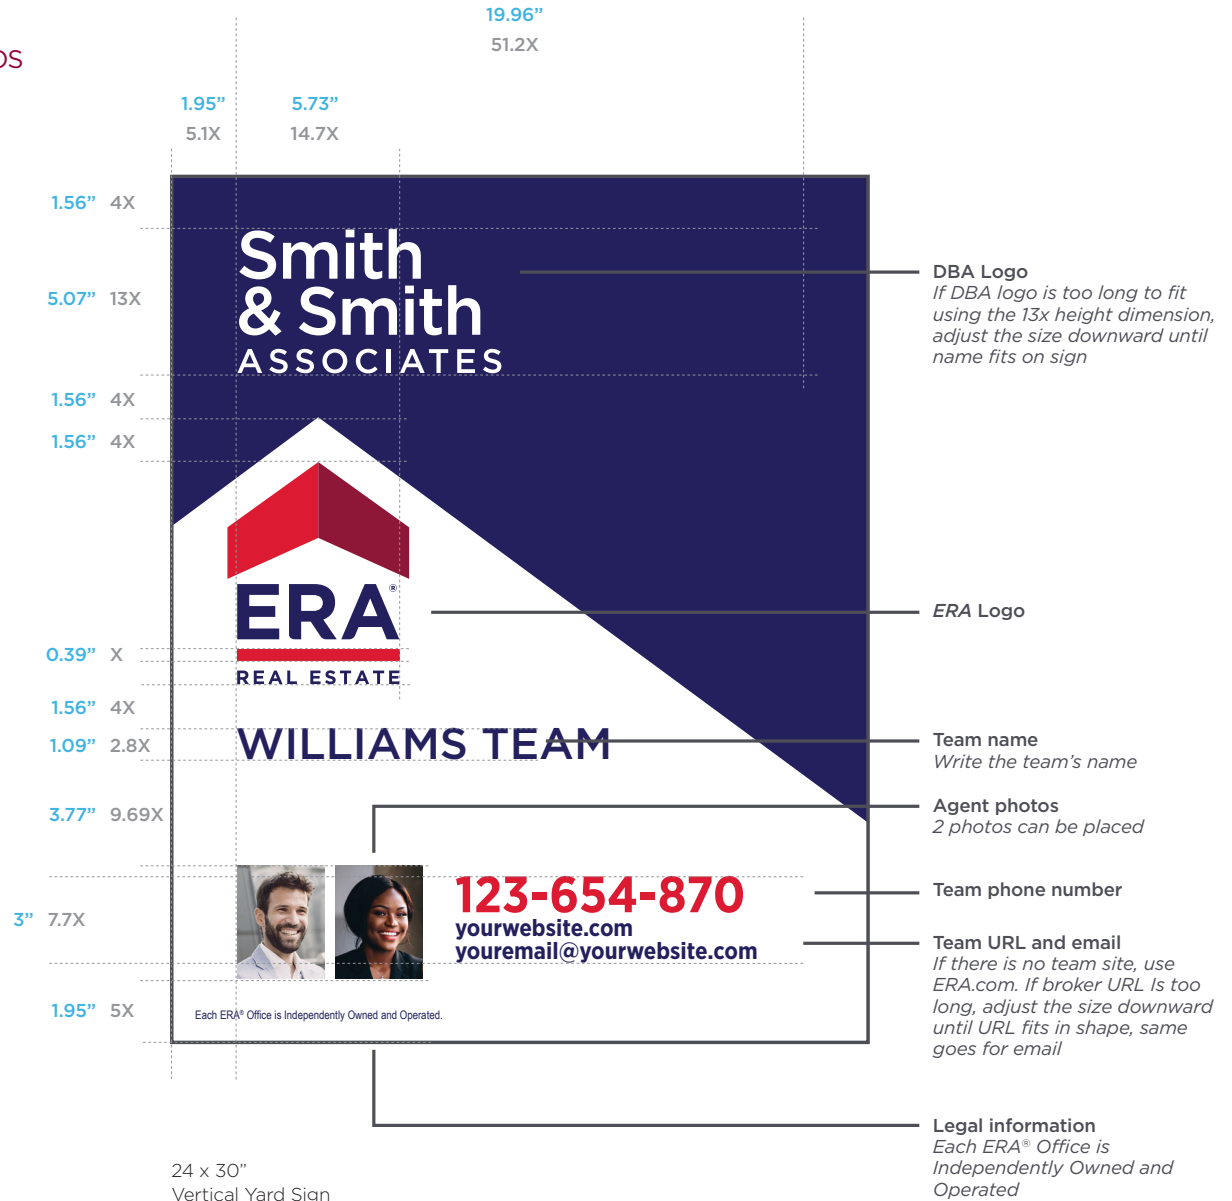 19.96”
51.2X
OS
1.95” 5.73”
5.1X 14.7X
1.56” 4X
5.07” 13X
1.56” 4X
1.56” 4X
0.39” X
1.56” 4X
1.09” 2.8X
3.77” 9.69X
3” 7.7X
1.95” 5X
Smith
& Smith
ASSOCIATES
ERA®
REAL ESTATE
WILLIAMS TEAM
123-654-870
yourwebsite.com
youremail@yourwebsite.com
Each ERA® Office is Independently Owned and Operated.
DBA Logo
If DBA logo is too long to fit
using the 13x height dimension,
adjust the size downward until
name fits on sign
ERA Logo
Team name
Write the team’s name
Agent photos
2 photos can be placed
Team phone number
Team URL and email
If there is no team site, use
ERA.com. If broker URL Is too
long, adjust the size downward
until URL fits in shape, same
goes for email
Legal information
Each ERA® Office is
Independently Owned and
Operated
24 x 30”
Vertical Yard Sign